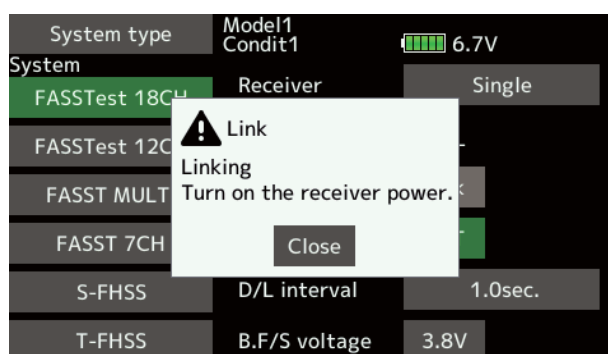 System type
Model1
Condit1
6.7V
System
FASSTest 18CH
Receiver
Single
FASSTest 12C
FASST MULT
FASST 7CH
S-FHSS
T-FHSS
Link
Linking
Turn on the receiver power.
Close
D/L interval
1.0sec.
B.F/S voltage
3.8V